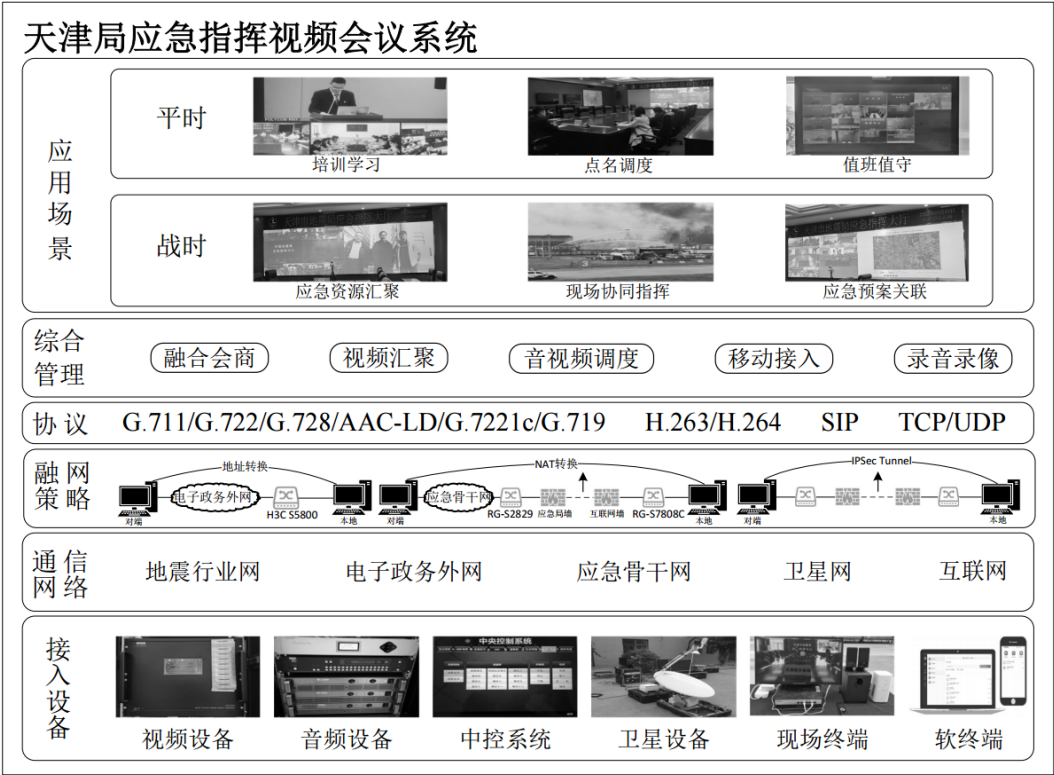 天津局应急指挥视频会议系统
应用场景
平时
培训学习
点名调度
值班值守
战时
应急资源汇聚
现场协同指挥
应急预案关联
综合管理
融合会商
视频汇聚
音视频调度
移动接入
录音录像
协议
G.711/G.722/G.728/AAC-LD/G.7221c/G.719
H.263/H.264
SIP
TCP/UDP
融网策略
地址转换
对端
电子政务外网
H3C S5800
本地
NAT转换
对端
应急骨干网
RG-S2829
应急局墙
互联网墙
RG-S7808C
本地
IPSec Tunnel
对端
本地
通信网络
地震行业网
电子政务外网
应急骨干网
卫星网
互联网
接入设备
中央控制系统
视频设备
音频设备
中控系统
卫星设备
现场终端
软终端